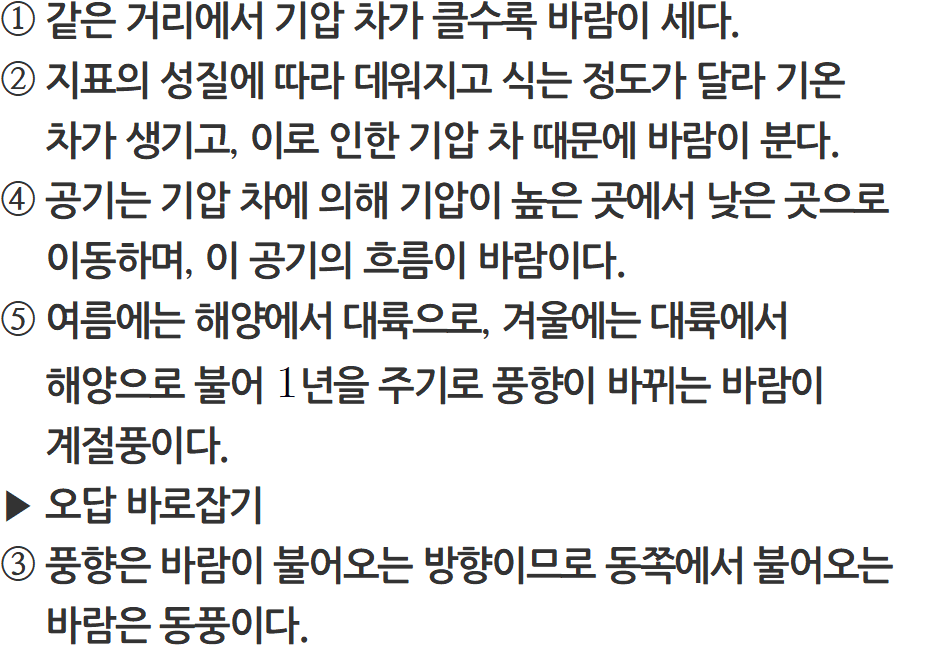 ① 같은 거리에서 기압 차가 클수록 바람이 세다.
② 지표의 성질에 따라 데워지고 식는 정도가 달라 기온
차가 생기고, 이로 인한 기압 차 때문에 바람이 분다.
④ 공기는 기압 차에 의해 기압이 높은 곳에서 낮은 곳으로
이동하며, 이 공기의 흐름이 바람이다.
⑤ 여름에는 해양에서 대륙으로, 겨울에는 대륙에서
해양으로 불어 1년을 주기로 풍향이 바뀌는 바람이
계절풍이다.
▶ 오답 바로잡기
③ 풍향은 바람이 불어오는 방향이므로 동쪽에서 불어오는
바람은 동풍이다.